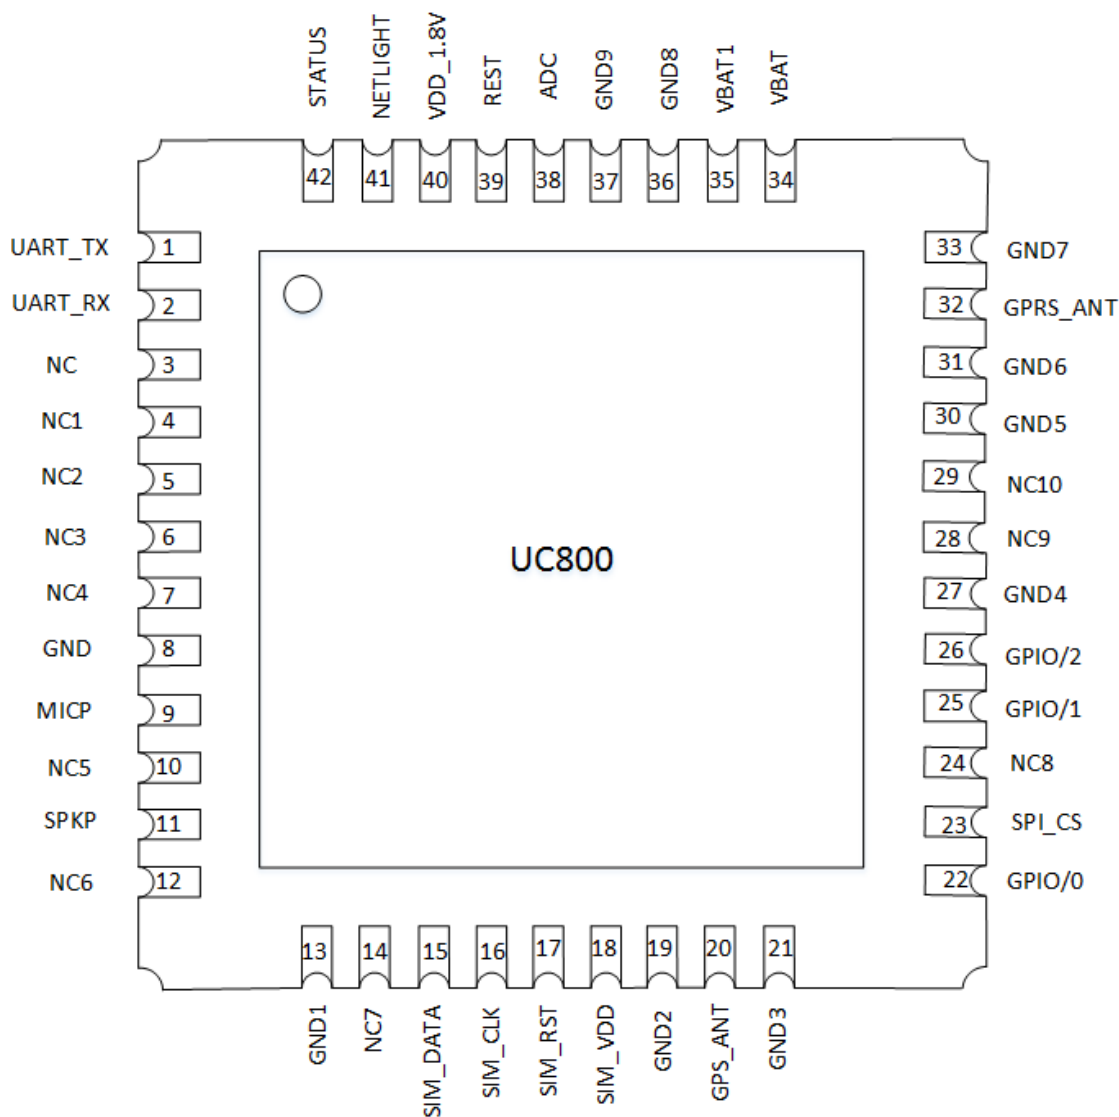 STATUS
NETLIGHT
VDD_1.8V
REST
ADC
GND9
GND8
VBAT1
VBAT
42 41 40 39 38 37 36 35 34
UART_TX 1
UART_RX 2
NC 3
NC1 4
NC2 5
NC3 6
NC4 7
GND 8
MICP 9
NC5 10
SPKP 11
NC6 12
UC800
33 GND7
32 GPRS_ANT
31 GND6
30 GND5
29 NC10
28 NC9
27 GND4
26 GPIO/2
25 GPIO/1
24 NC8
23 SPI_CS
22 GPIO/0
13 14 15 16 17 18 19 20 21
GND1
NC7
SIM_DATA
SIM_CLK
SIM_RST
SIM_VDD
GND2
GPS_ANT
GND3